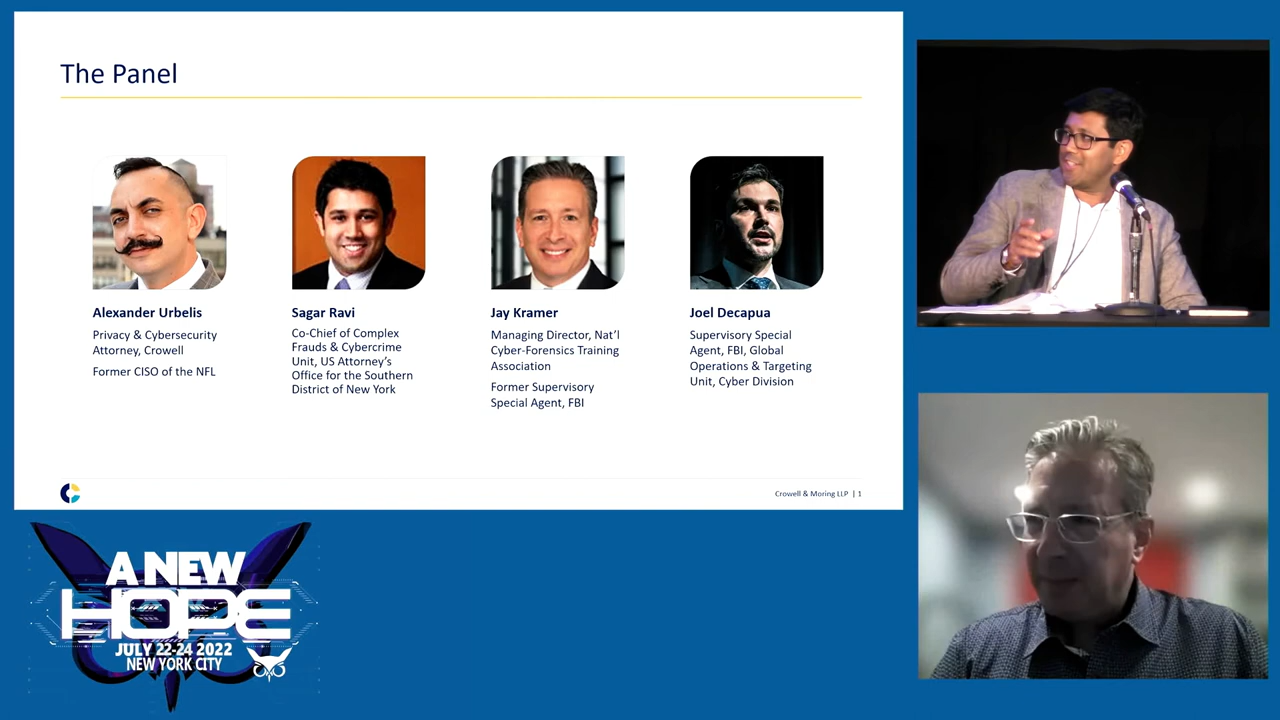 The Panel
Alexander Urbelis
Privacy & Cybersecurity
Attorney, Crowell
Former CISO of the NFL
Sagar Ravi
Co-Chief of Complex
Frauds & Cybercrime
Unit, US Attorney’s
Office for the Southern
District of New York
Jay Kramer
Managing Director, Nat’l
Cyber-Forensics Training
Association
Former Supervisory
Special Agent, FBI
Joel Decapua
Supervisory Special
Agent, FBI, Global
Operations & Targeting
Unit, Cyber Division
Crowell & Moring LLP | 1
A NEW
HOPE
JULY 22-24 2022
NEW YORK CITY